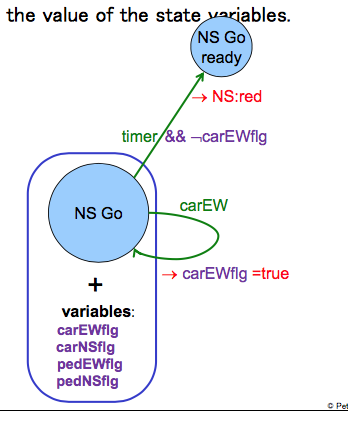 the value of the state variables.
NS Go
ready
→ NS:red
timer && ¬carEWflg
carEW
NS Go
→ carEWflg =true
+
variables:
carEWflg
carNSflg
pedEWflg
pedNSflg
© Pet